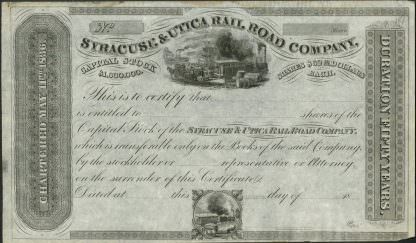 No.
Shares
SYRACUSE & UTICA RAIL ROAD COMPANY,
CAPITAL STOCK
$1,600,000.
SHARES $50 DOLLARS
EACH.
CHARTERED MAY 11th 1836.
DURATION FIFTY YEARS.
This is to certify that
is entitled to shares of the
Capital Stock of the SYRACUSE & UTICA RAIL ROAD COMPANY,
which is transferable only on the Books of the said Company,
by the stockholder or representative or Attorney
on the surrender of this Certificate.
Dated at this day of